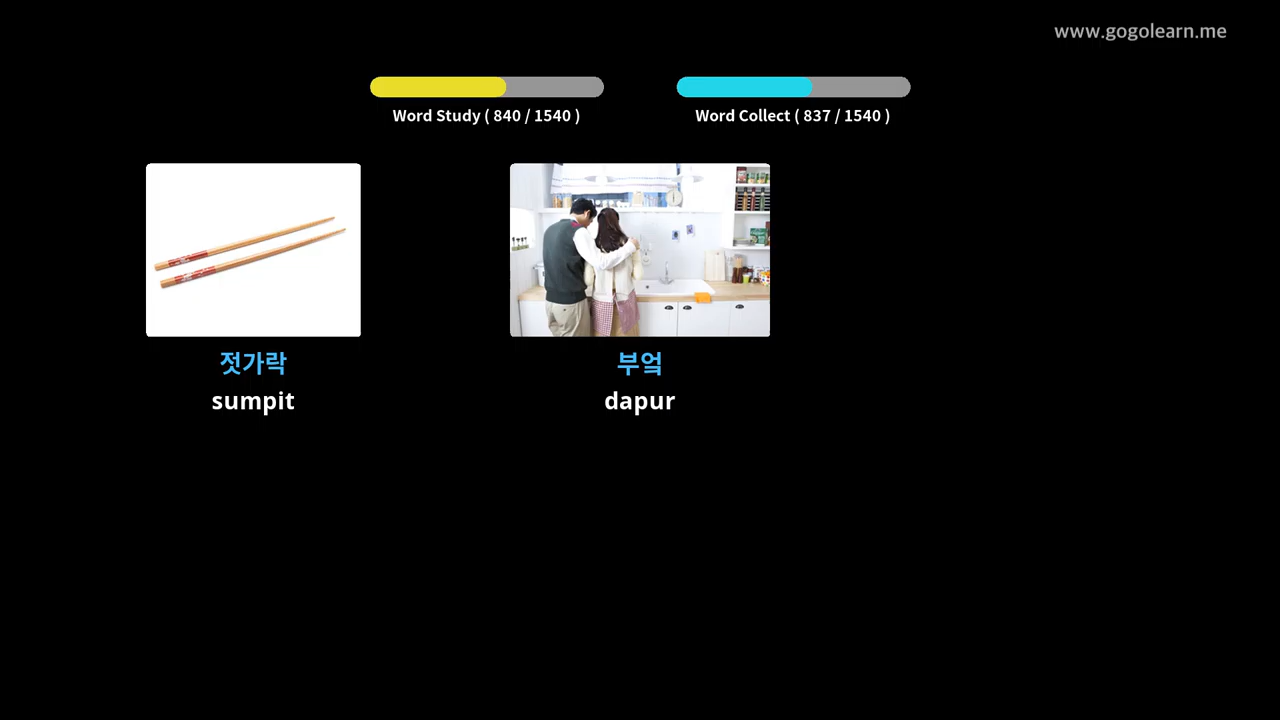 www.gogolearn.me
Word Study ( 840 / 1540 )
Word Collect ( 837 / 1540 )
젓가락
sumpit
부엌
dapur